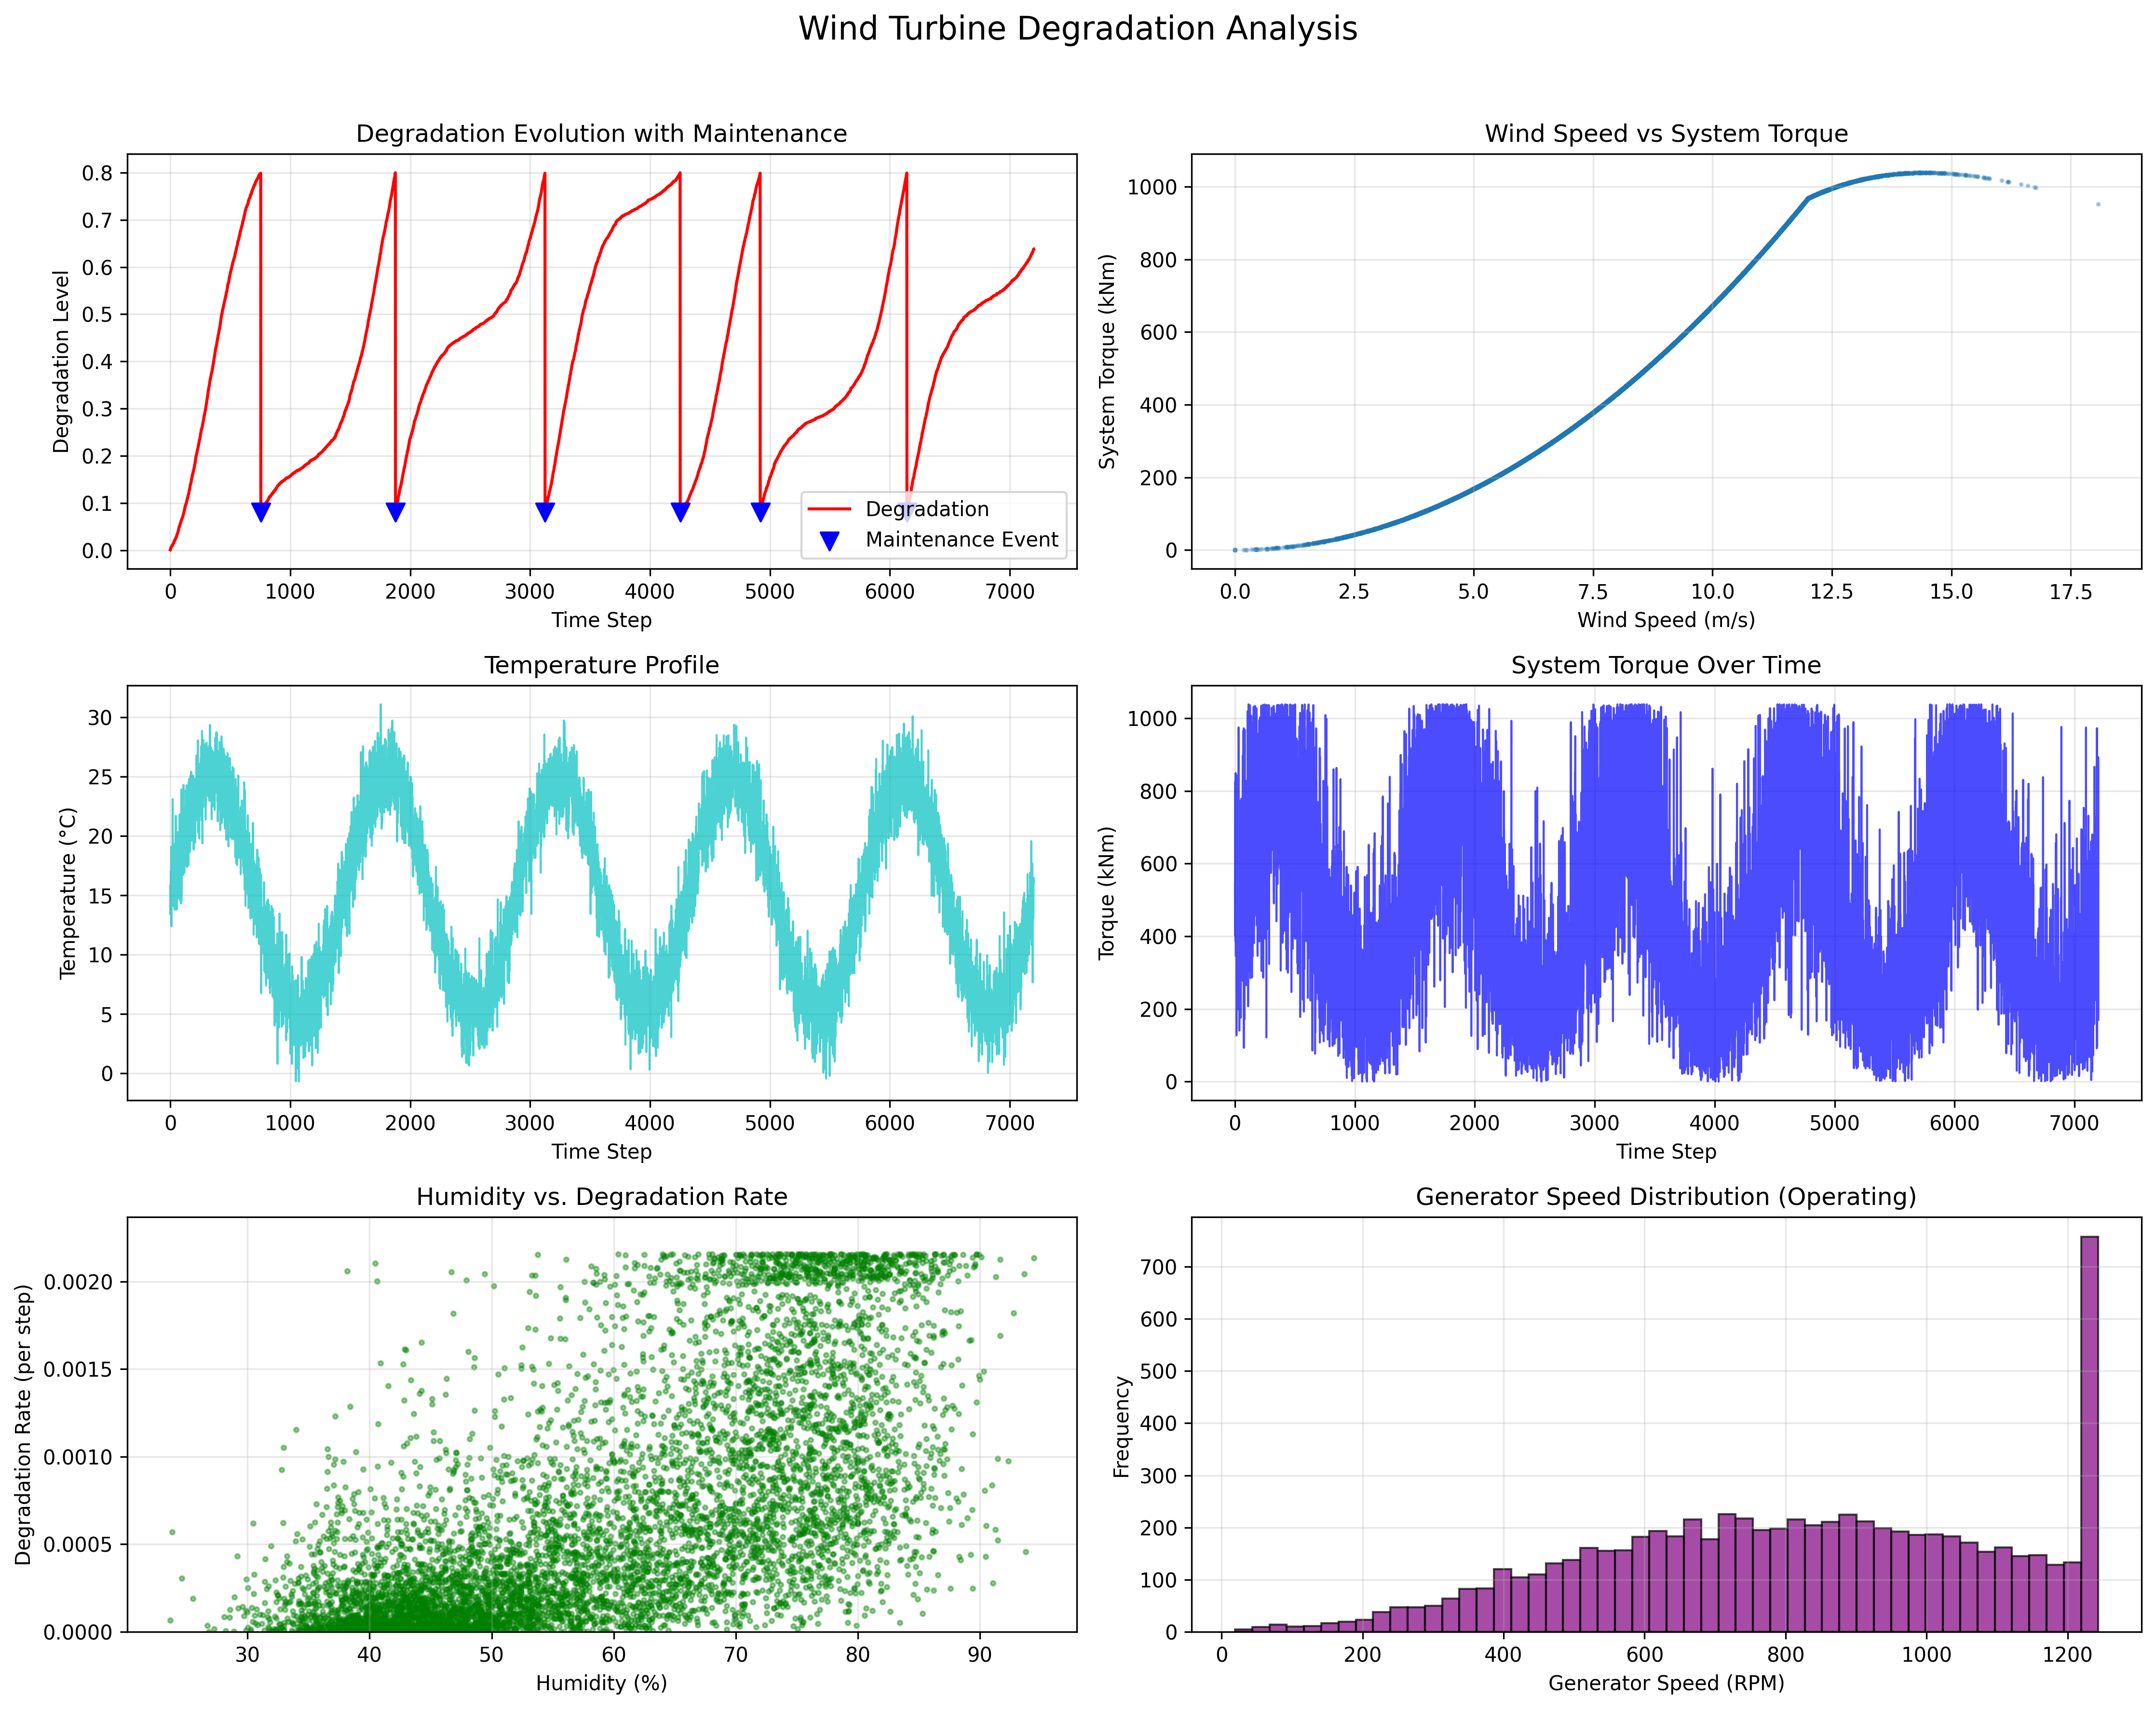 Wind Turbine Degradation Analysis
Degradation Evolution with Maintenance
Degradation Level
0.8
0.7
0.6
0.5
0.4
0.3
0.2
0.1
0.0
Degradation
Maintenance Event
0 1000 2000 3000 4000 5000 6000 7000
Time Step
Wind Speed vs System Torque
System Torque (kNm)
1000
800
600
400
200
0
0.0 2.5 5.0 7.5 10.0 12.5 15.0 17.5
Wind Speed (m/s)
Temperature Profile
Temperature (°C)
30
25
20
15
10
5
0
0 1000 2000 3000 4000 5000 6000 7000
Time Step
System Torque Over Time
Torque (kNm)
1000
800
600
400
200
0
0 1000 2000 3000 4000 5000 6000 7000
Time Step
Humidity vs. Degradation Rate
Degradation Rate (per step)
0.0020
0.0015
0.0010
0.0005
0.0000
30 40 50 60 70 80 90
Humidity (%)
Generator Speed Distribution (Operating)
Frequency
700
600
500
400
300
200
100
0
0 200 400 600 800 1000 1200
Generator Speed (RPM)